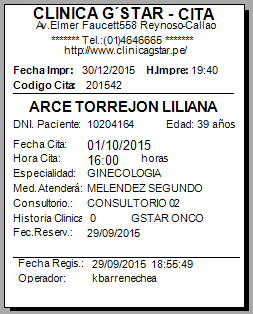 CLINICA G´STAR - CITA
Av.Elmer Faucett558 Reynoso-Callao
******* Tel.:(01)4646665 *******
http://www.clinicagstar.pe/
Fecha Impr: 30/12/2015 H.Impre: 19:40
Codigo Cita: 201542
ARCE TORREJON LILIANA
DNI. Paciente: 10204164 Edad: 39 años
Fecha Cita: 01/10/2015
Hora Cita: 16:00 horas
Especialidad: GINECOLOGIA
Med. Atenderá: MELENDEZ SEGUNDO
Consultorio.: CONSULTORIO 02
Historia Clinica 0 GSTAR ONCO
Fec.Reserv.: 29/09/2015
Fecha Regis.: 29/09/2015 18:55:49
Operador: kbarrenechea